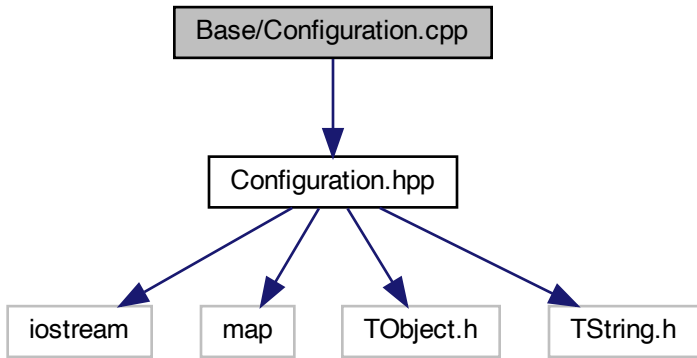 Base/Configuration.cpp
Configuration.hpp
iostream
map
TObject.h
TString.h